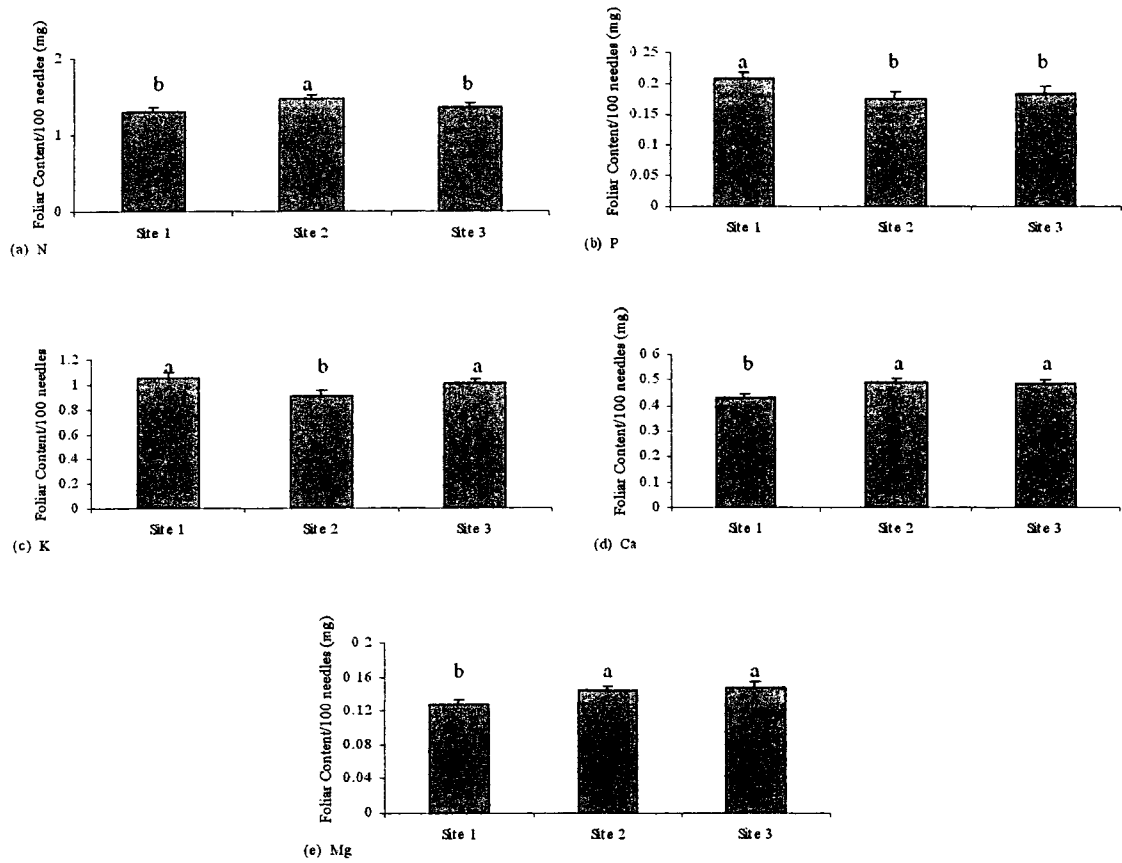 Foliar Content/100 needles (mg)
2
1
0
b a b
Site 1 Site 2 Site 3
(a) N
Foliar Content/100 needles (mg)
0.25
0.2
0.15
0.1
0.05
0
a b b
Site 1 Site 2 Site 3
(b) P
Foliar Content/100 needles
1.2
1
0.8
0.6
0.4
0.2
0
a b a
Site 1 Site 2 Site 3
(c) K
Foliar Content/100 needles (mg)
0.6
0.5
0.4
0.3
0.2
0.1
0
b a a
Site 1 Site 2 Site 3
(d) Ca
Foliar Content/100 needles (mg)
0.2
0.16
0.12
0.08
0.04
0
b a a
Site 1 Site 2 Site 3
(e) Mg